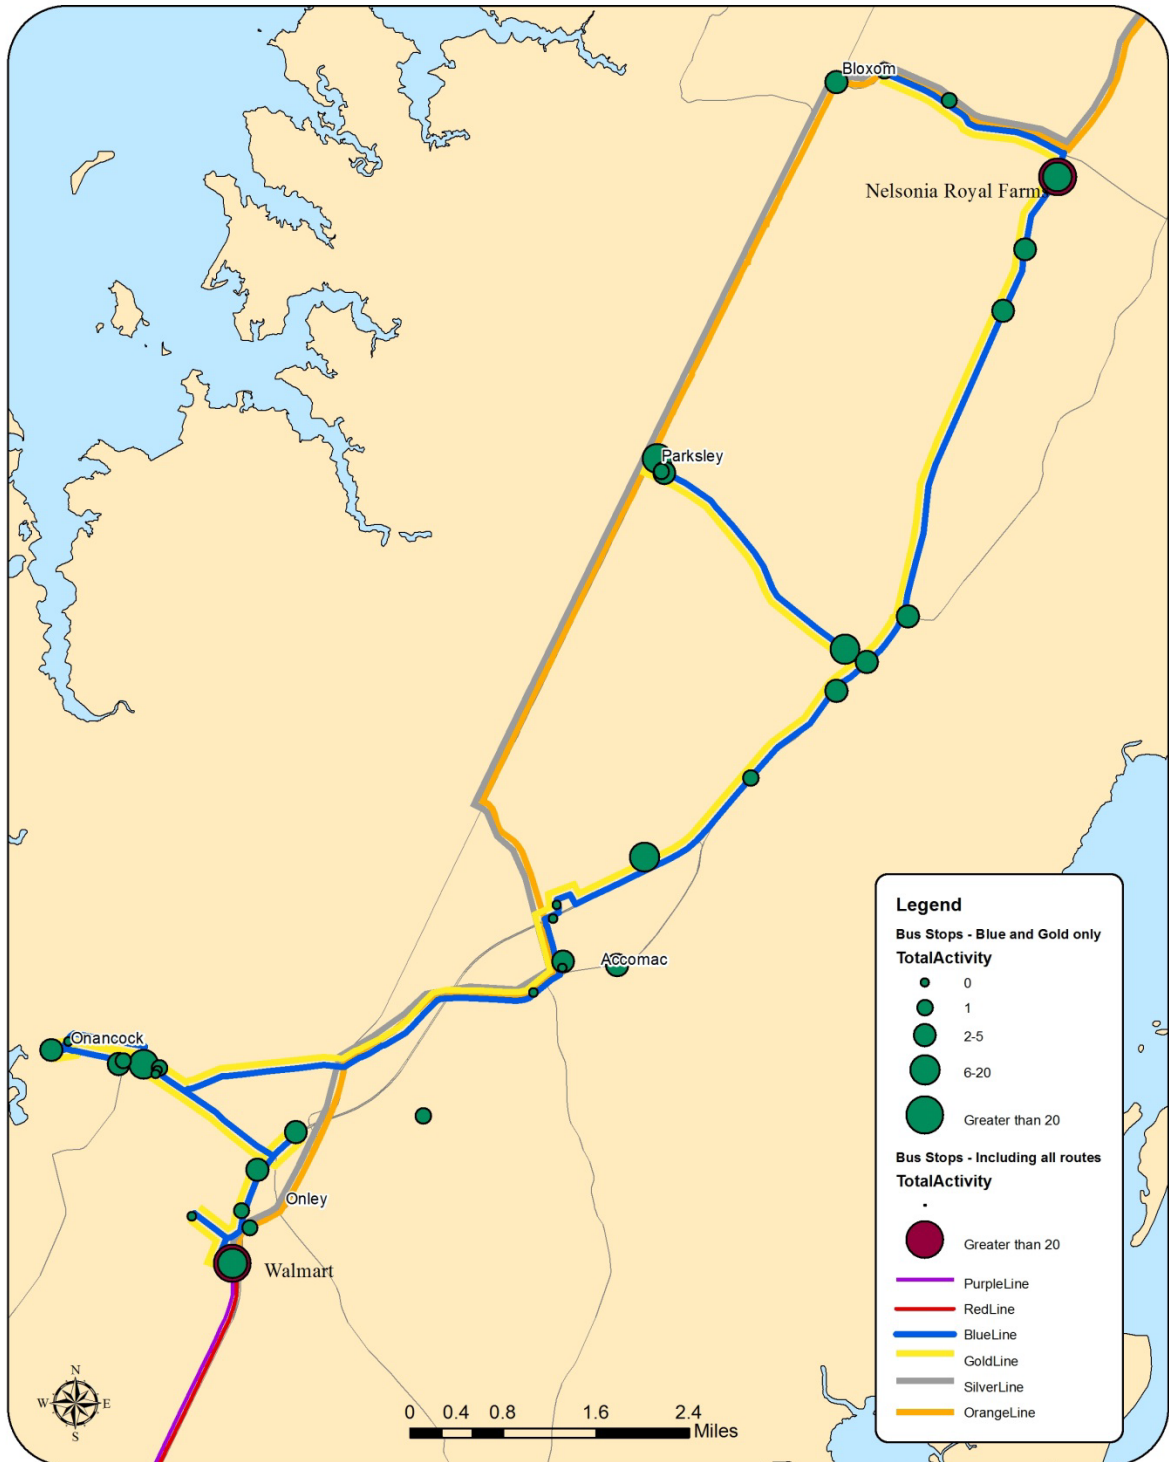 Bloxom
Nelsonia Royal Farm
Parksley
Accomac
Onancock
Onley
Walmart
Legend
Bus Stops - Blue and Gold only
TotalActivity
0
1
2-5
6-20
Greater than 20
Bus Stops - Including all routes
TotalActivity
Greater than 20
PurpleLine
RedLine
BlueLine
GoldLine
SilverLine
OrangeLine
N
W E
S
0 0.4 0.8 1.6 2.4
Miles